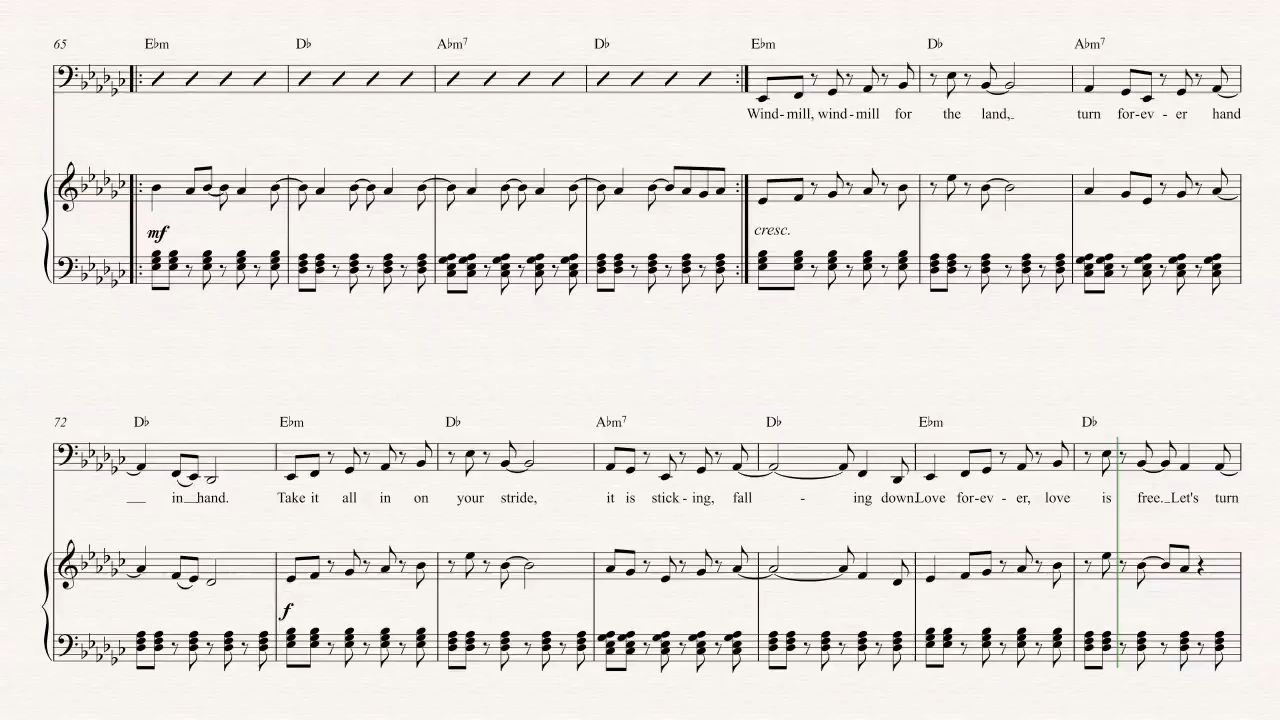 65 E♭m D♭ A♭m7 D♭ E♭m D♭ A♭m7
Wind-mill, wind-mill for the land, turn for-ev - er hand
mf cresc.
72 D♭ E♭m D♭ A♭m7 D♭ E♭m D♭
in hand. Take it all in on your stride, it is stick - ing, fall - ing down. Love for-ev - er, love is free. Let's turn
f